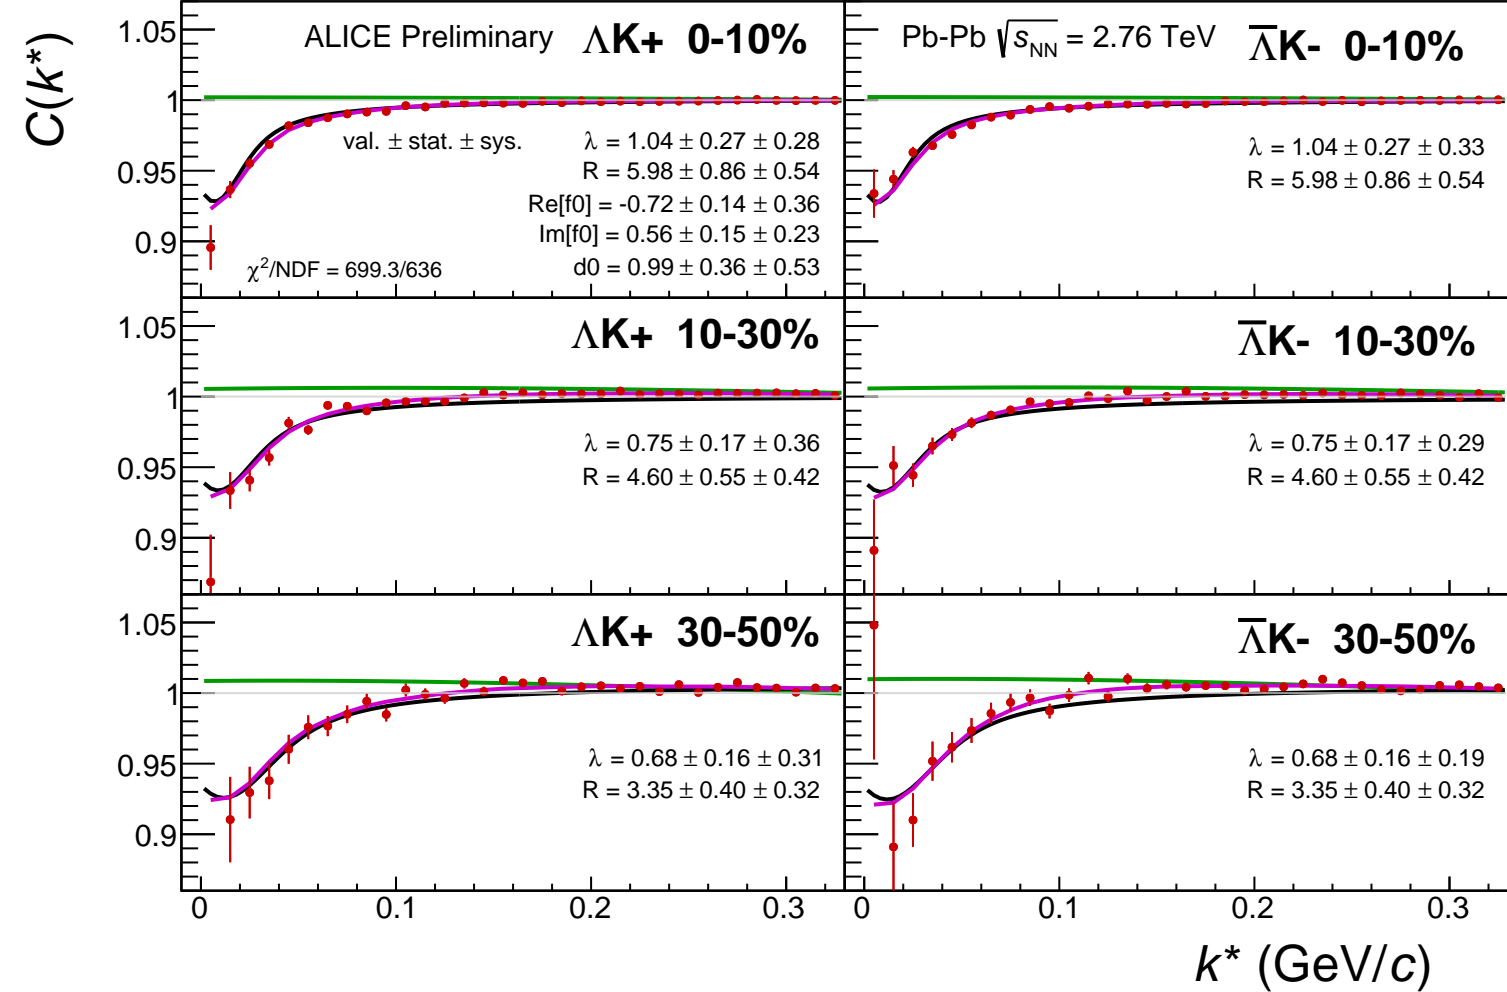 C(k*)
ALICE Preliminary ΛK+ 0-10%
1.05
1
0.95
0.9
val. ± stat. ± sys.
λ = 1.04 ± 0.27 ± 0.28
R = 5.98 ± 0.86 ± 0.54
Re[f0] = -0.72 ± 0.14 ± 0.36
Im[f0] = 0.56 ± 0.15 ± 0.23
d0 = 0.99 ± 0.36 ± 0.53
χ²/NDF = 699.3/636
Pb-Pb √sNN = 2.76 TeV Λ̅K- 0-10%
λ = 1.04 ± 0.27 ± 0.33
R = 5.98 ± 0.86 ± 0.54
ΛK+ 10-30%
1.05
1
0.95
0.9
λ = 0.75 ± 0.17 ± 0.36
R = 4.60 ± 0.55 ± 0.42
Λ̅K- 10-30%
λ = 0.75 ± 0.17 ± 0.29
R = 4.60 ± 0.55 ± 0.42
ΛK+ 30-50%
1.05
1
0.95
0.9
λ = 0.68 ± 0.16 ± 0.31
R = 3.35 ± 0.40 ± 0.32
Λ̅K- 30-50%
λ = 0.68 ± 0.16 ± 0.19
R = 3.35 ± 0.40 ± 0.32
0 0.1 0.2 0.3 0 0.1 0.2 0.3
k* (GeV/c)